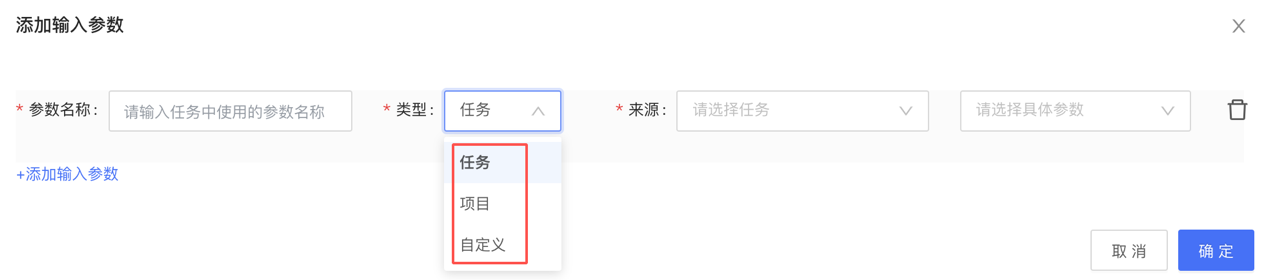 添加输入参数
* 参数名称: 请输入任务中使用的参数名称 * 类型: 任务 * 来源: 请选择任务 请选择具体参数
任务
+添加输入参数
项目
自定义
取 消 确 定